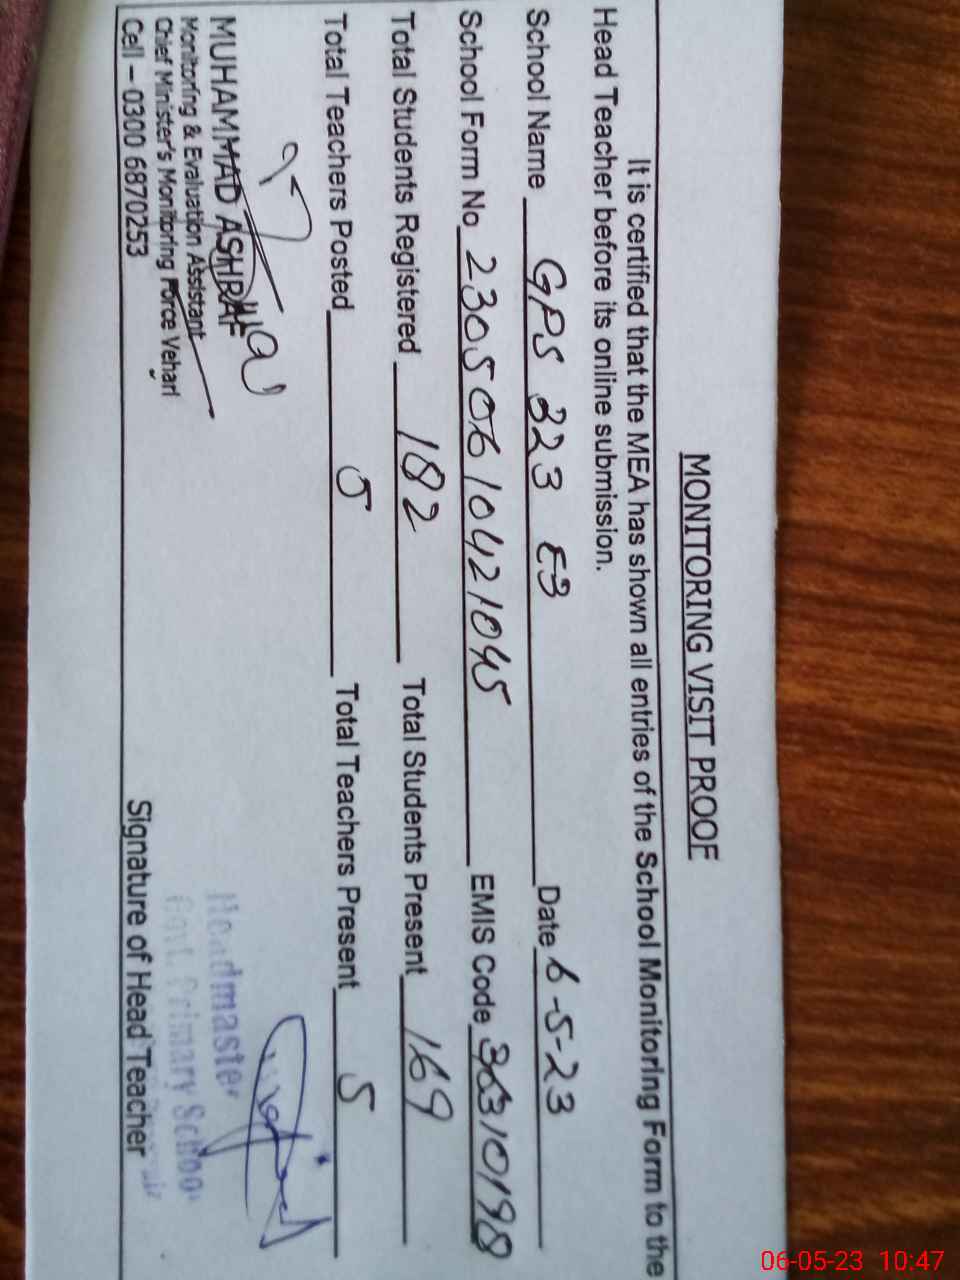 MONITORING VISIT PROOF
It is certified that the MEA has shown all entries of the School Monitoring Form to the
Head Teacher before its online submission.
School Name GPS 323 EB Date 6-5-23
School Form No 23050610421045 EMIS Code 36310198
Total Students Registered 182 Total Students Present 169
Total Teachers Posted 5 Total Teachers Present 5
MUHAMMAD ASHRAF
Monitoring & Evaluation Assistant
Chief Minister's Monitoring Force Vehari
Cell – 0300 6870253
Headmaster
Govt. Primary School
Signature of Head Teacher
06-05-23 10:47